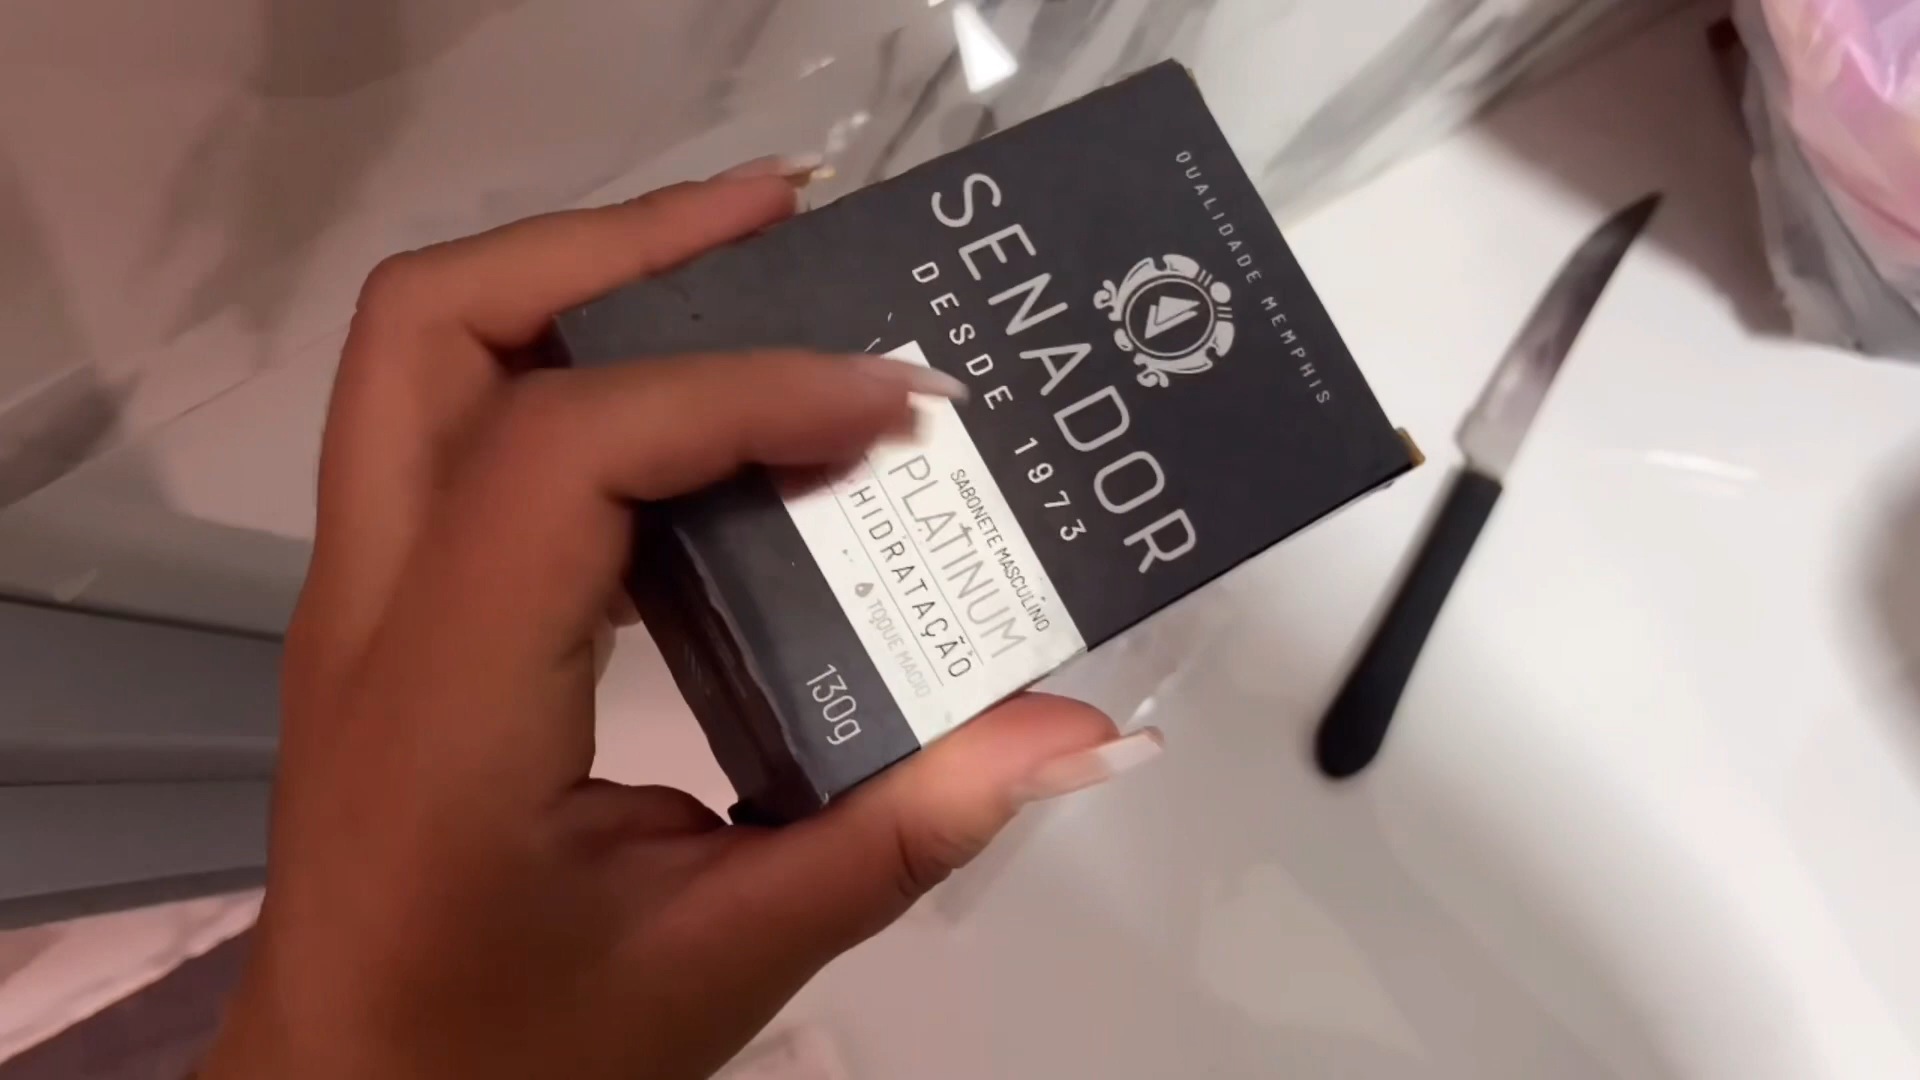 QUALIDADE MEMPHIS
SENADOR
DESDE 1973
SABONETE MASCULINO
PLATINUM
HIDRATAÇÃO
TOQUE MACIO
130g